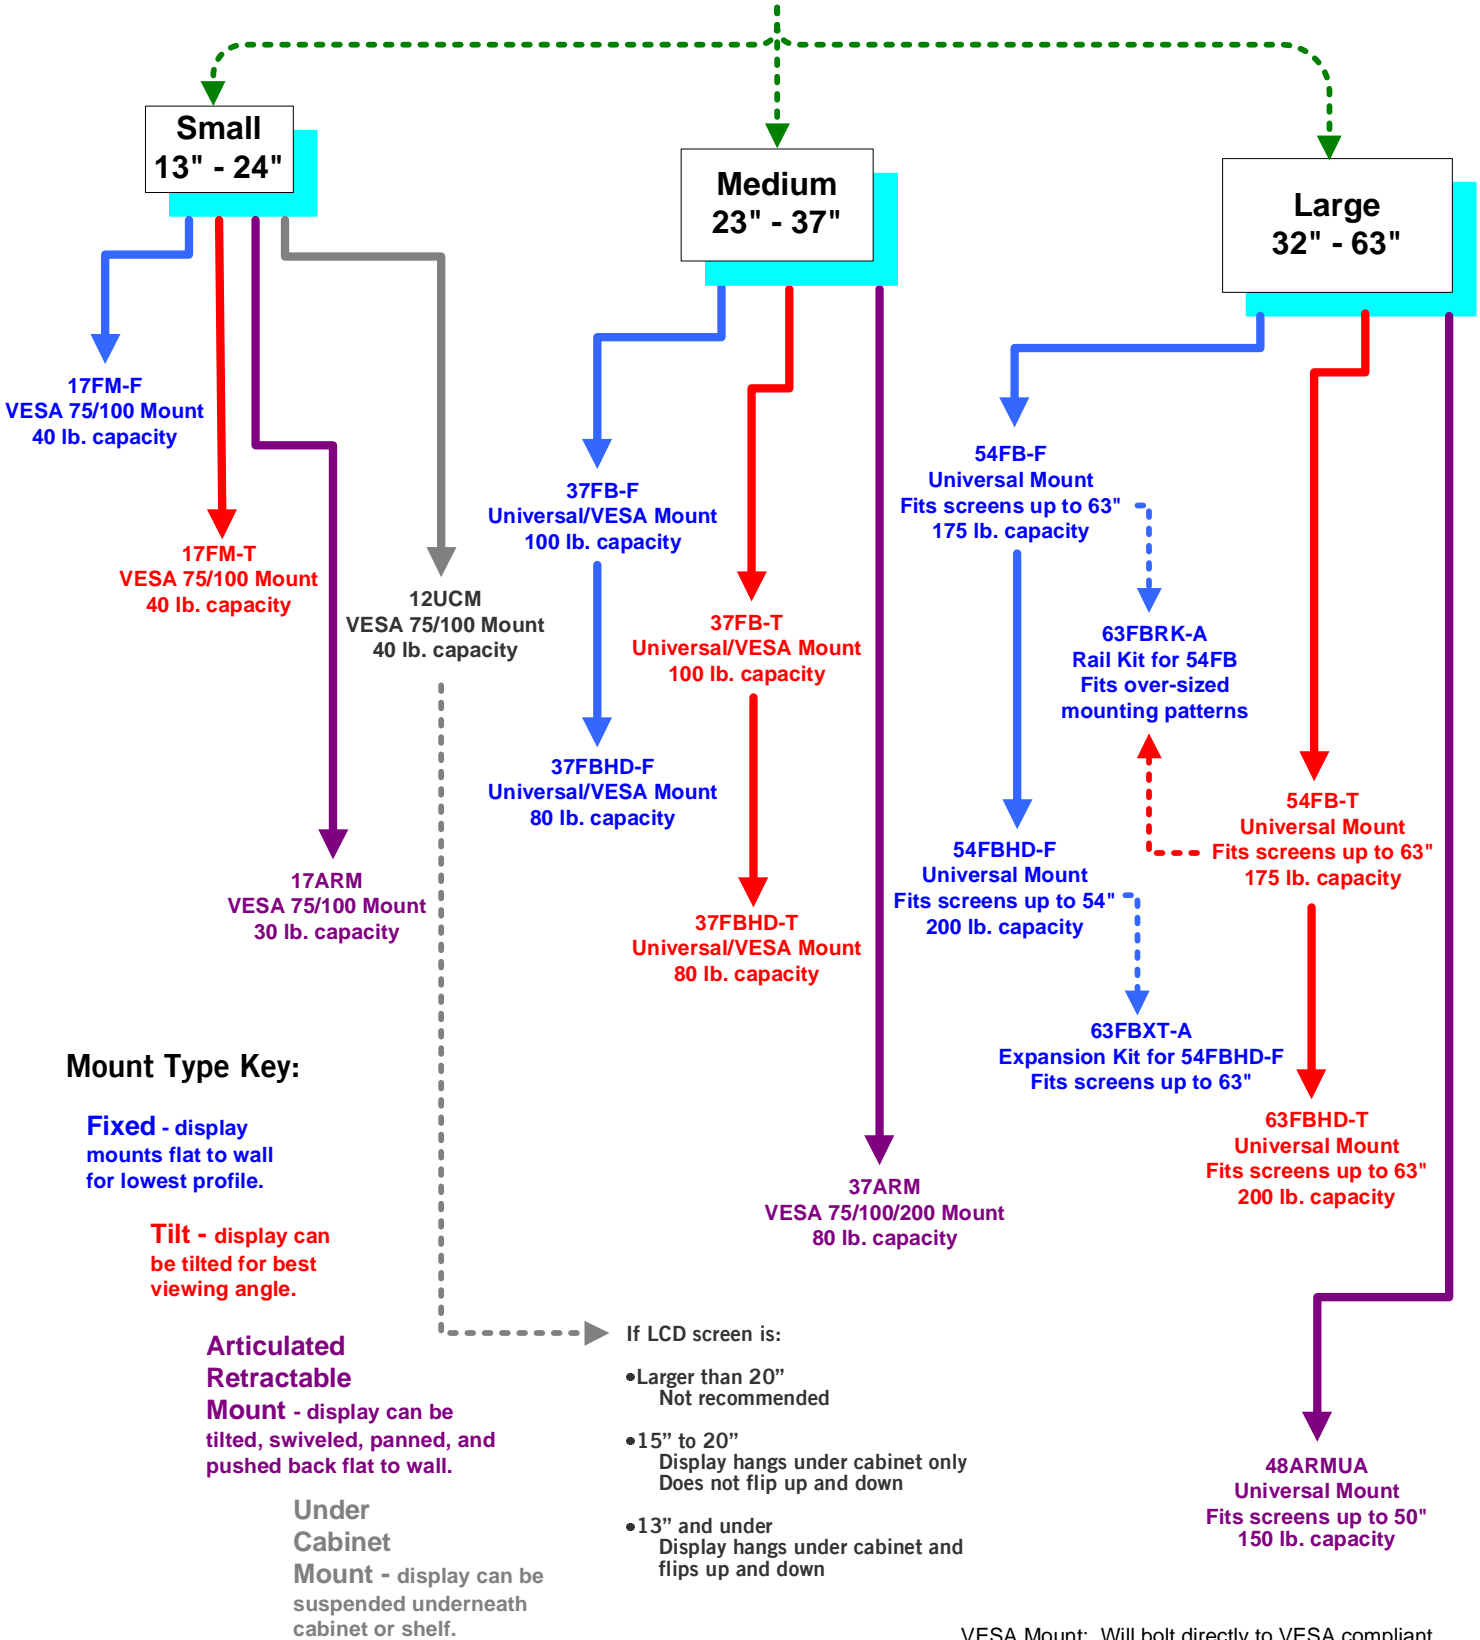 Small
13" - 24"
Medium
23" - 37"
Large
32" - 63"
17FM-F
VESA 75/100 Mount
40 lb. capacity
17FM-T
VESA 75/100 Mount
40 lb. capacity
17ARM
VESA 75/100 Mount
30 lb. capacity
12UCM
VESA 75/100 Mount
40 lb. capacity
37FB-F
Universal/VESA Mount
100 lb. capacity
37FBHD-F
Universal/VESA Mount
80 lb. capacity
37FB-T
Universal/VESA Mount
100 lb. capacity
37FBHD-T
Universal/VESA Mount
80 lb. capacity
37ARM
VESA 75/100/200 Mount
80 lb. capacity
54FB-F
Universal Mount
Fits screens up to 63"
175 lb. capacity
63FBRK-A
Rail Kit for 54FB
Fits over-sized
mounting patterns
54FBHD-F
Universal Mount
Fits screens up to 54"
200 lb. capacity
63FBXT-A
Expansion Kit for 54FBHD-F
Fits screens up to 63"
54FB-T
Universal Mount
Fits screens up to 63"
175 lb. capacity
63FBHD-T
Universal Mount
Fits screens up to 63"
200 lb. capacity
48ARMUA
Universal Mount
Fits screens up to 50"
150 lb. capacity
Mount Type Key:
Fixed - display
mounts flat to wall
for lowest profile.
Tilt - display can
be tilted for best
viewing angle.
Articulated
Retractable
Mount - display can be
tilted, swiveled, panned, and
pushed back flat to wall.
Under
Cabinet
Mount - display can be
suspended underneath
cabinet or shelf.
If LCD screen is:
•Larger than 20”
Not recommended
•15” to 20”
Display hangs under cabinet only
Does not flip up and down
•13” and under
Display hangs under cabinet and
flips up and down
VESA Mount: Will bolt directly to VESA compliant